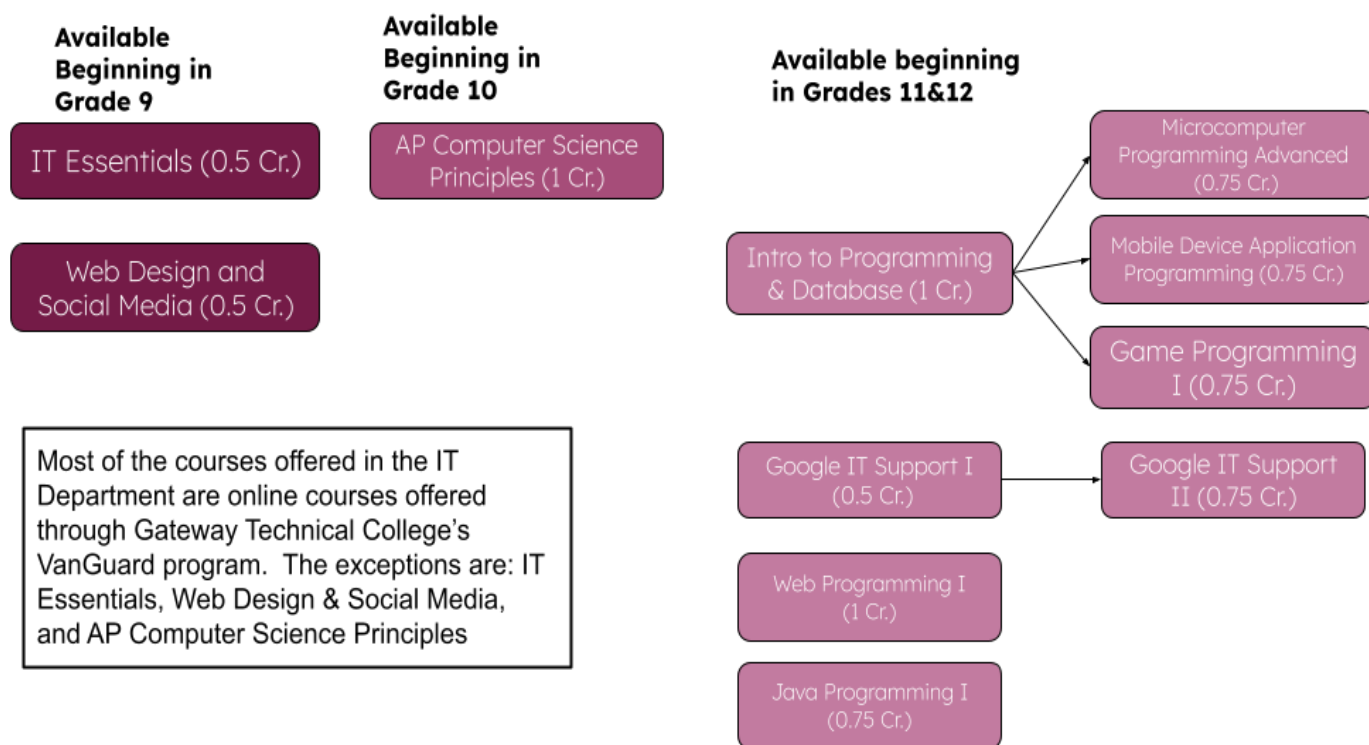 Available
Beginning in
Grade 9
IT Essentials (0.5 Cr.)
Web Design and
Social Media (0.5 Cr.)
Available
Beginning in
Grade 10
AP Computer Science
Principles (1 Cr.)
Available beginning
in Grades 11&12
Intro to Programming
& Database (1 Cr.)
Microcomputer
Programming Advanced
(0.75 Cr.)
Mobile Device Application
Programming (0.75 Cr.)
Game Programming
I (0.75 Cr.)
Google IT Support I
(0.5 Cr.)
Google IT Support
II (0.75 Cr.)
Web Programming I
(1 Cr.)
Java Programming I
(0.75 Cr.)
Most of the courses offered in the IT
Department are online courses offered
through Gateway Technical College’s
VanGuard program.  The exceptions are: IT
Essentials, Web Design & Social Media,
and AP Computer Science Principles